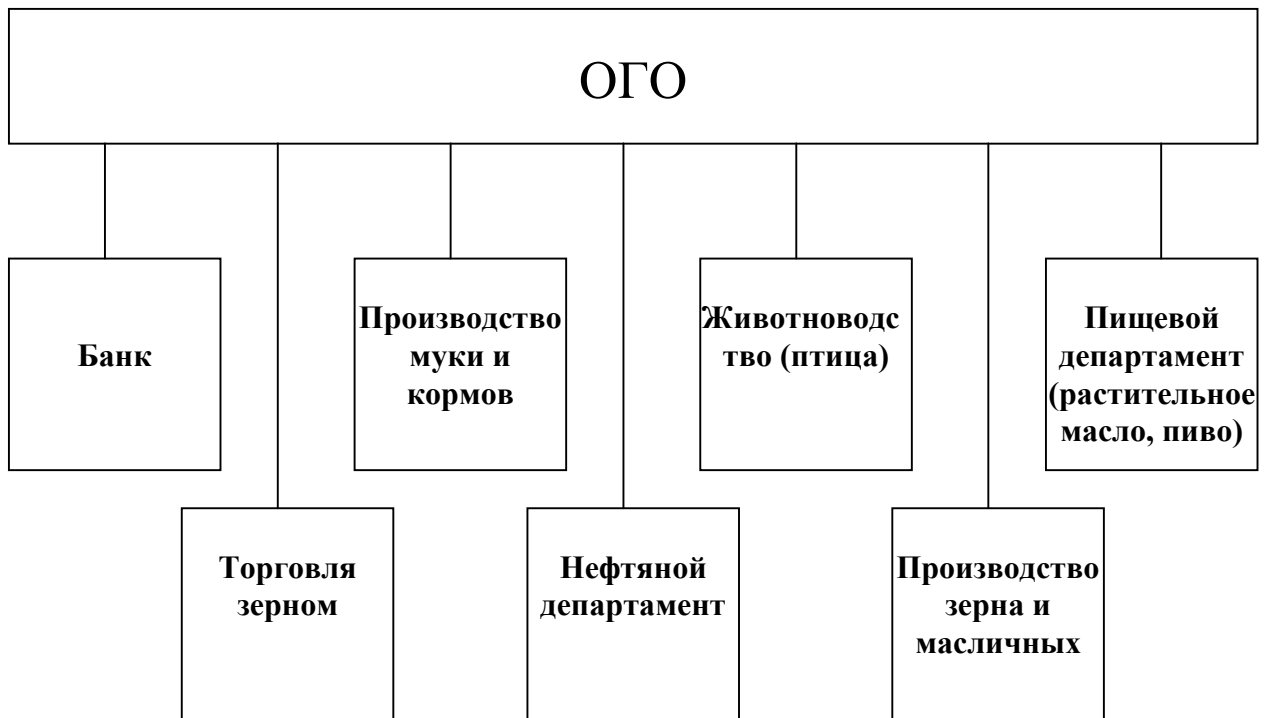 ОГО
Банк
Производство
муки и
кормов
Животноводс
тво (птица)
Пищевой
департамент
(растительное
масло, пиво)
Торговля
зерном
Нефтяной
департамент
Производство
зерна и
масличных